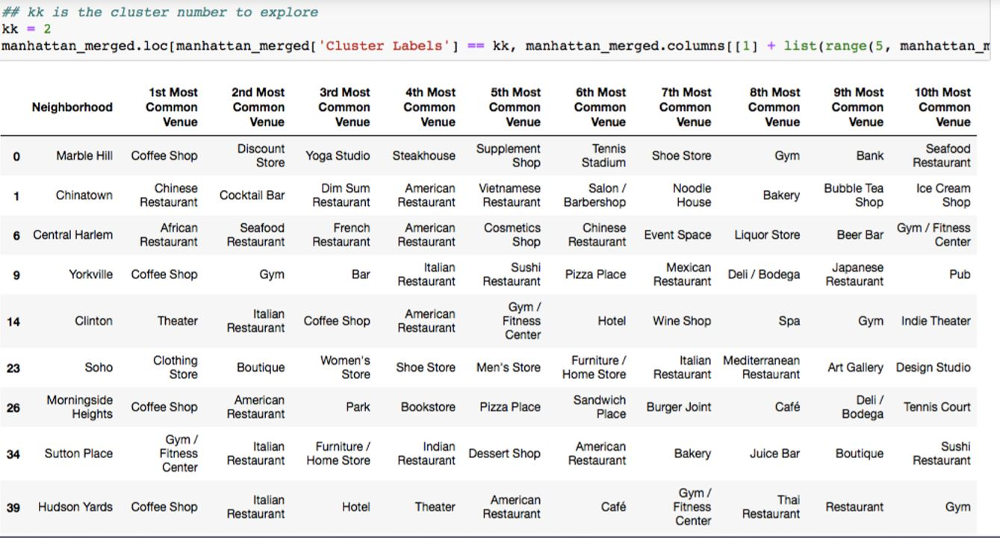 ## kk is the cluster number to explore
kk = 2
manhattan_merged.loc[manhattan_merged['Cluster Labels'] == kk, manhattan_merged.columns[[1] + list(range(5, manhattan_m
Neighborhood 1st Most Common Venue 2nd Most Common Venue 3rd Most Common Venue 4th Most Common Venue 5th Most Common Venue 6th Most Common Venue 7th Most Common Venue 8th Most Common Venue 9th Most Common Venue 10th Most Common Venue
0 Marble Hill Coffee Shop Discount Store Yoga Studio Steakhouse Supplement Shop Tennis Stadium Shoe Store Gym Bank Seafood Restaurant
1 Chinatown Chinese Restaurant Cocktail Bar Dim Sum Restaurant American Restaurant Vietnamese Restaurant Salon / Barbershop Noodle House Bakery Bubble Tea Shop Ice Cream Shop
6 Central Harlem African Restaurant Seafood Restaurant French Restaurant American Restaurant Cosmetics Shop Chinese Restaurant Event Space Liquor Store Beer Bar Gym / Fitness Center
9 Yorkville Coffee Shop Gym Bar Italian Restaurant Sushi Restaurant Pizza Place Mexican Restaurant Deli / Bodega Japanese Restaurant Pub
14 Clinton Theater Italian Restaurant Coffee Shop American Restaurant Gym / Fitness Center Hotel Wine Shop Spa Gym Indie Theater
23 Soho Clothing Store Boutique Women's Store Shoe Store Men's Store Furniture / Home Store Italian Restaurant Mediterranean Restaurant Art Gallery Design Studio
26 Morningside Heights Coffee Shop American Restaurant Park Bookstore Pizza Place Sandwich Place Burger Joint Café Deli / Bodega Tennis Court
34 Sutton Place Gym / Fitness Center Italian Restaurant Furniture / Home Store Indian Restaurant Dessert Shop American Restaurant Bakery Juice Bar Boutique Sushi Restaurant
39 Hudson Yards Coffee Shop Italian Restaurant Hotel Theater American Restaurant Café Gym / Fitness Center Thai Restaurant Restaurant Gym